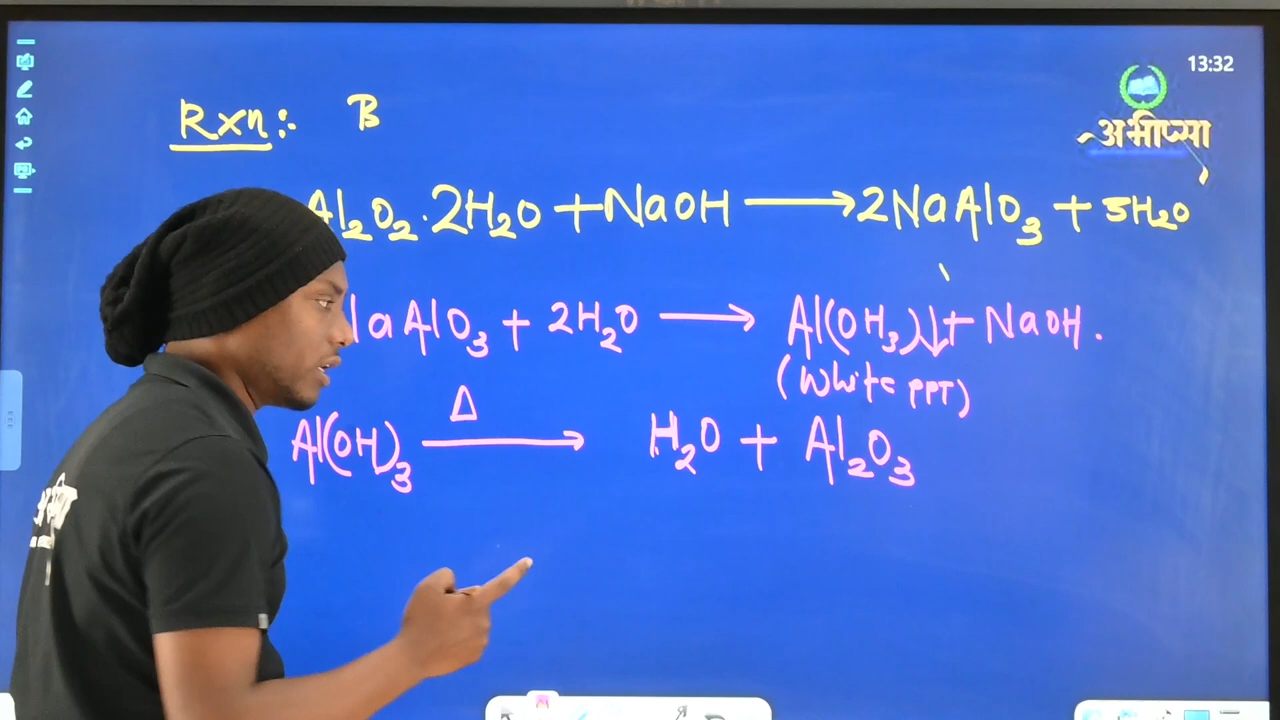 13:32
अभीप्सा
Rxn:- B
Al₂O₂·2H₂O + NaOH ⟶ 2NaAlO₃ + 3H₂O
aAlO₃ + 2H₂O ⟶ Al(OH₃)↓ + NaOH.
(White PPT)
Al(OH)₃ Δ⟶ H₂O + Al₂O₃